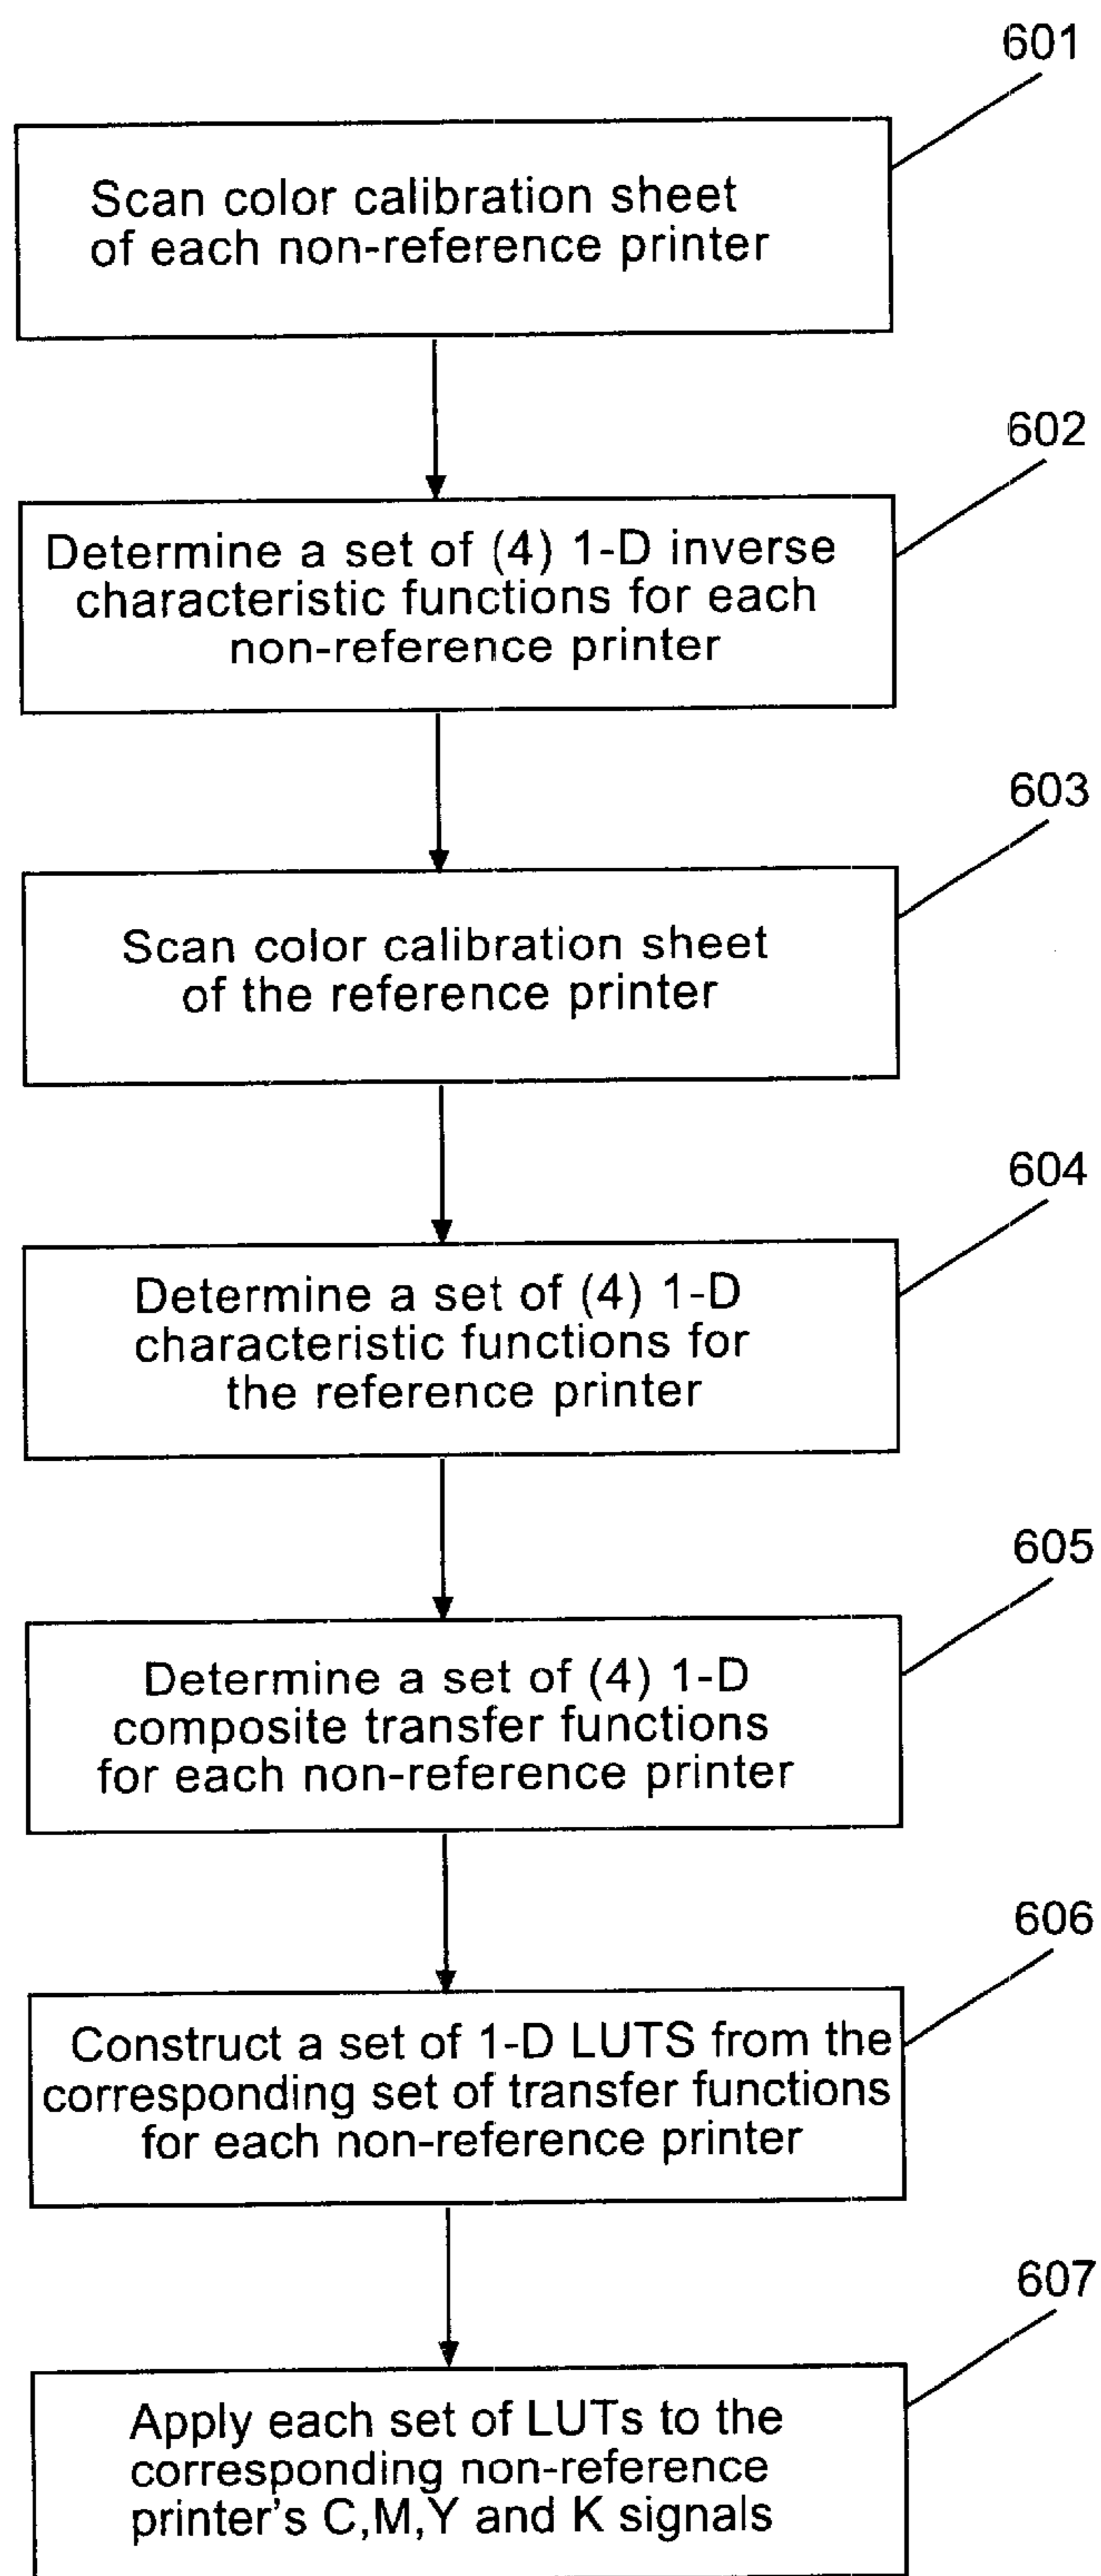 601
Scan color calibration sheet
of each non-reference printer
602
Determine a set of (4) 1-D inverse
characteristic functions for each
non-reference printer
603
Scan color calibration sheet
of the reference printer
604
Determine a set of (4) 1-D
characteristic functions for
the reference printer
605
Determine a set of (4) 1-D
composite transfer functions
for each non-reference printer
606
Construct a set of 1-D LUTS from the
corresponding set of transfer functions
for each non-reference printer
607
Apply each set of LUTs to the
corresponding non-reference
printer's C,M,Y and K signals